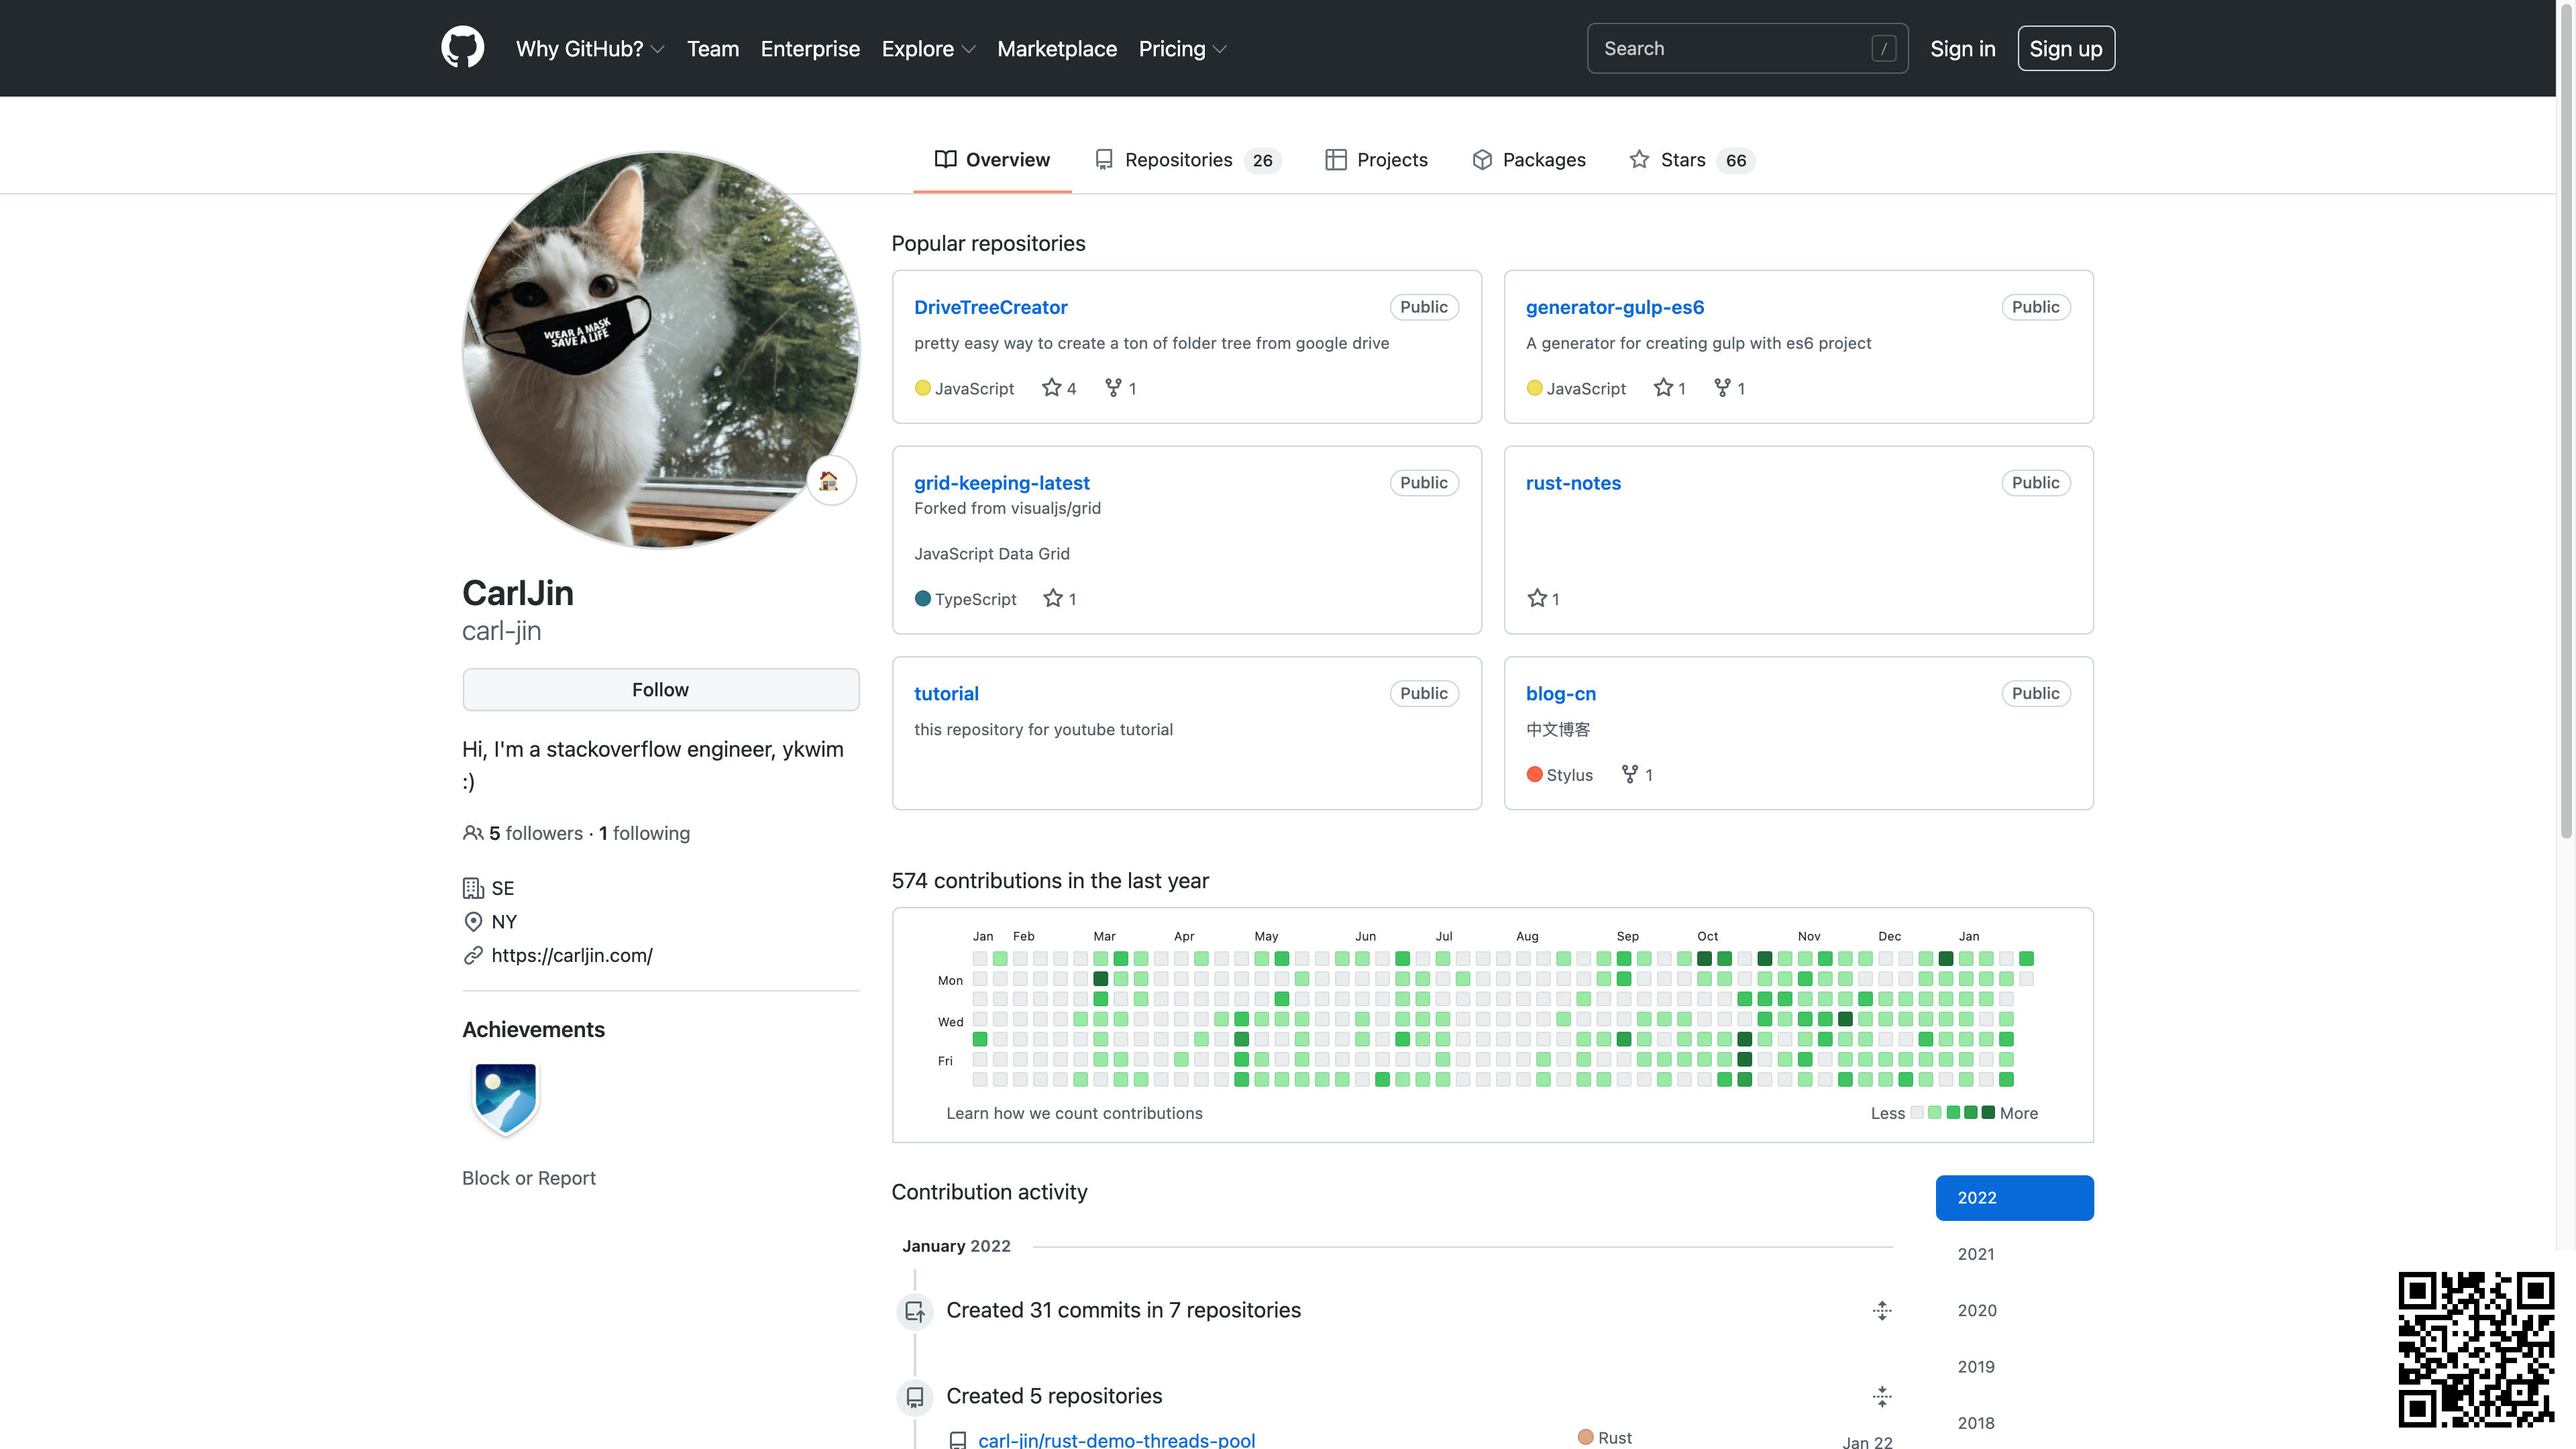 Why GitHub? Team Enterprise Explore Marketplace Pricing
Search /
Sign in
Sign up
Overview
Repositories 26
Projects
Packages
Stars 66
WEAR A MASK
SAVE A LIFE
CarlJin
carl-jin
Follow
Hi, I'm a stackoverflow engineer, ykwim
:)
5 followers · 1 following
SE
NY
https://carljin.com/
Achievements
Block or Report
Popular repositories
DriveTreeCreator Public
pretty easy way to create a ton of folder tree from google drive
JavaScript 4 1
generator-gulp-es6 Public
A generator for creating gulp with es6 project
JavaScript 1 1
grid-keeping-latest Public
Forked from visualjs/grid
JavaScript Data Grid
TypeScript 1
rust-notes Public
1
tutorial Public
this repository for youtube tutorial
blog-cn Public
中文博客
Stylus 1
574 contributions in the last year
Jan Feb Mar Apr May Jun Jul Aug Sep Oct Nov Dec Jan
Mon
Wed
Fri
Learn how we count contributions
Less More
Contribution activity
2022
2021
2020
2019
2018
January 2022
Created 31 commits in 7 repositories
Created 5 repositories
carl-jin/rust-demo-threads-pool Rust Jan 22